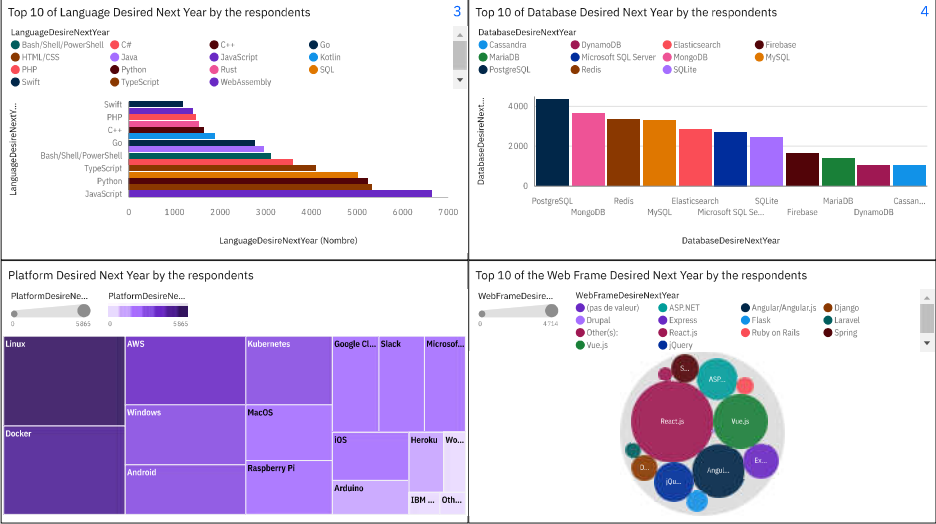 Top 10 of Language Desired Next Year by the respondents
3
LanguageDesiredNextYear
Bash/Shell/PowerShell C# C++ Go
HTML/CSS Java JavaScript Kotlin
PHP Python Rust SQL
Swift TypeScript WebAssembly
LanguageDesireNextY...
Swift
PHP
C++
Go
Bash/Shell/PowerShell
TypeScript
Python
JavaScript
0 1000 2000 3000 4000 5000 6000 7000
LanguageDesireNextYear (Nombre)
Top 10 of Database Desired Next Year by the respondents
4
DatabaseDesireNextYear
Cassandra DynamoDB Elasticsearch Firebase
MariaDB Microsoft SQL Server MongoDB MySQL
PostgreSQL Redis SQLite
DatabaseDesireNext...
4000
2000
0
PostgreSQL Redis Elasticsearch SQLite MariaDB Cassan...
MongoDB MySQL Microsoft SQL Se... Firebase DynamoDB
DatabaseDesireNextYear
Platform Desired Next Year by the respondents
PlatformDesireNe... PlatformDesireNe...
0 5865 0 5865
Linux AWS Kubernetes Google Cl... Slack Microsof...
Windows MacOS
Docker iOS Heroku Wo...
Android Raspberry Pi
Arduino IBM ... Oth...
Top 10 of the Web Frame Desired Next Year by the respondents
WebFrameDesire... WebFrameDesireNextYear
0 4714
(pas de valeur) ASP.NET Angular/Angular.js Django
Drupal Express Flask Laravel
Other(s): React.js Ruby on Rails Spring
Vue.js jQuery
S...
ASP...
React.js Vue.js
Ex...
D... Angul...
jQu...